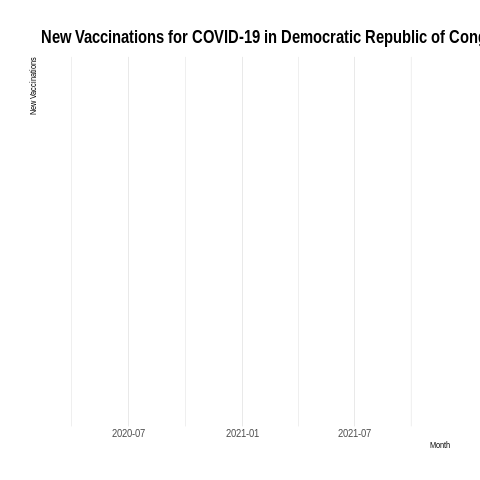 New Vaccinations for COVID-19 in Democratic Republic of Cong
New Vaccinations
2020-07
2021-01
2021-07
Month